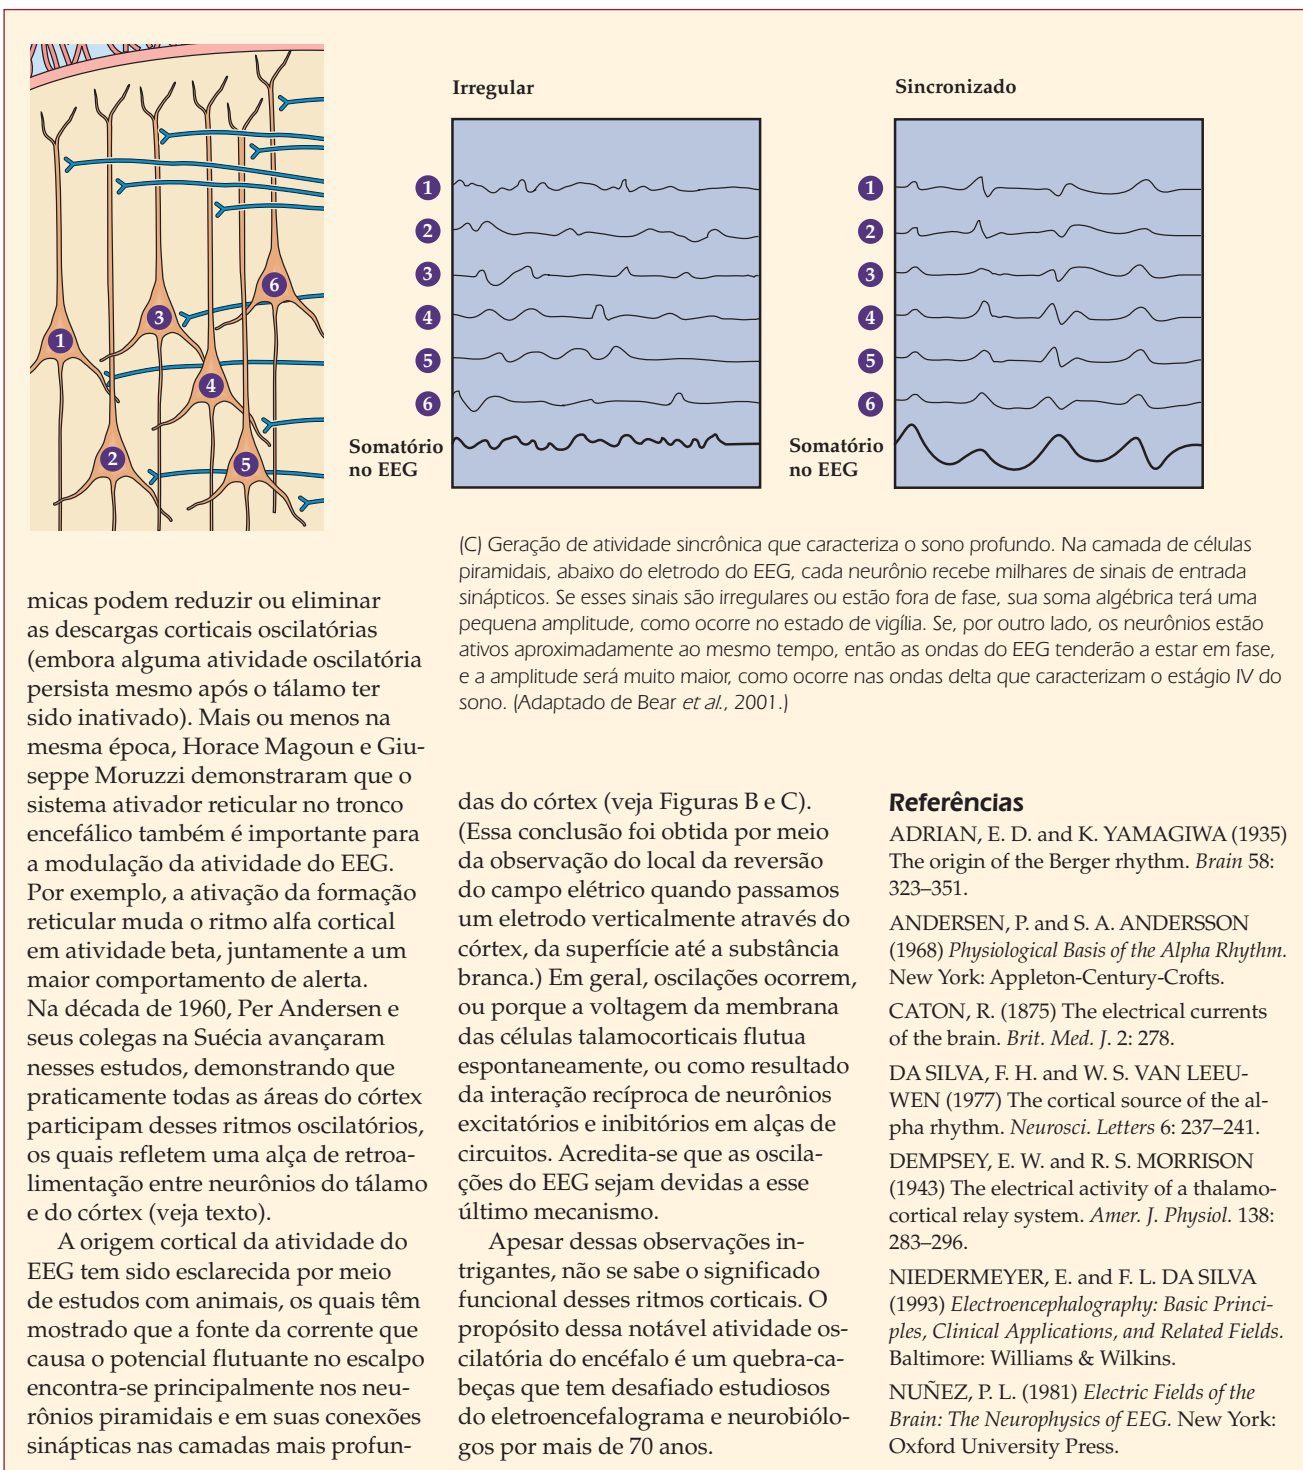 Irregular
Sincronizado
1
2
3
4
5
6
1
2
3
4
5
6
Somatório
no EEG
1
2
3
4
5
6
Somatório
no EEG
(C) Geração de atividade sincrônica que caracteriza o sono profundo. Na camada de células
piramidais, abaixo do eletrodo do EEG, cada neurônio recebe milhares de sinais de entrada
sinápticos. Se esses sinais são irregulares ou estão fora de fase, sua soma algébrica terá uma
pequena amplitude, como ocorre no estado de vigília. Se, por outro lado, os neurônios estão
ativos aproximadamente ao mesmo tempo, então as ondas do EEG tenderão a estar em fase,
e a amplitude será muito maior, como ocorre nas ondas delta que caracterizam o estágio IV do
sono. (Adaptado de Bear et al., 2001.)
micas podem reduzir ou eliminar
as descargas corticais oscilatórias
(embora alguma atividade oscilatória
persista mesmo após o tálamo ter
sido inativado). Mais ou menos na
mesma época, Horace Magoun e Giu-
seppe Moruzzi demonstraram que o
sistema ativador reticular no tronco
encefálico também é importante para
a modulação da atividade do EEG.
Por exemplo, a ativação da formação
reticular muda o ritmo alfa cortical
em atividade beta, juntamente a um
maior comportamento de alerta.
Na década de 1960, Per Andersen e
seus colegas na Suécia avançaram
nesses estudos, demonstrando que
praticamente todas as áreas do córtex
participam desses ritmos oscilatórios,
os quais refletem uma alça de retroa-
limentação entre neurônios do tálamo
e do córtex (veja texto).
A origem cortical da atividade do
EEG tem sido esclarecida por meio
de estudos com animais, os quais têm
mostrado que a fonte da corrente que
causa o potencial flutuante no escalpo
encontra-se principalmente nos neu-
rônios piramidais e em suas conexões
sinápticas nas camadas mais profun-
das do córtex (veja Figuras B e C).
(Essa conclusão foi obtida por meio
da observação do local da reversão
do campo elétrico quando passamos
um eletrodo verticalmente através do
córtex, da superfície até a substância
branca.) Em geral, oscilações ocorrem,
ou porque a voltagem da membrana
das células talamocorticais flutua
espontaneamente, ou como resultado
da interação recíproca de neurônios
excitatórios e inibitórios em alças de
circuitos. Acredita-se que as oscila-
ções do EEG sejam devidas a esse
último mecanismo.
Apesar dessas observações in-
trigantes, não se sabe o significado
funcional desses ritmos corticais. O
propósito dessa notável atividade os-
cilatória do encéfalo é um quebra-ca-
beças que tem desafiado estudiosos
do eletroencefalograma e neurobiólo-
gos por mais de 70 anos.
Referências
ADRIAN, E. D. and K. YAMAGIWA (1935)
The origin of the Berger rhythm. Brain 58:
323–351.
ANDERSEN, P. and S. A. ANDERSSON
(1968) Physiological Basis of the Alpha Rhythm.
New York: Appleton-Century-Crofts.
CATON, R. (1875) The electrical currents
of the brain. Brit. Med. J. 2: 278.
DA SILVA, F. H. and W. S. VAN LEEU-
WEN (1977) The cortical source of the al-
pha rhythm. Neurosci. Letters 6: 237–241.
DEMPSEY, E. W. and R. S. MORRISON
(1943) The electrical activity of a thalamo-
cortical relay system. Amer. J. Physiol. 138:
283–296.
NIEDERMEYER, E. and F. L. DA SILVA
(1993) Electroencephalography: Basic Princi-
ples, Clinical Applications, and Related Fields.
Baltimore: Williams & Wilkins.
NUÑEZ, P. L. (1981) Electric Fields of the
Brain: The Neurophysics of EEG. New York:
Oxford University Press.